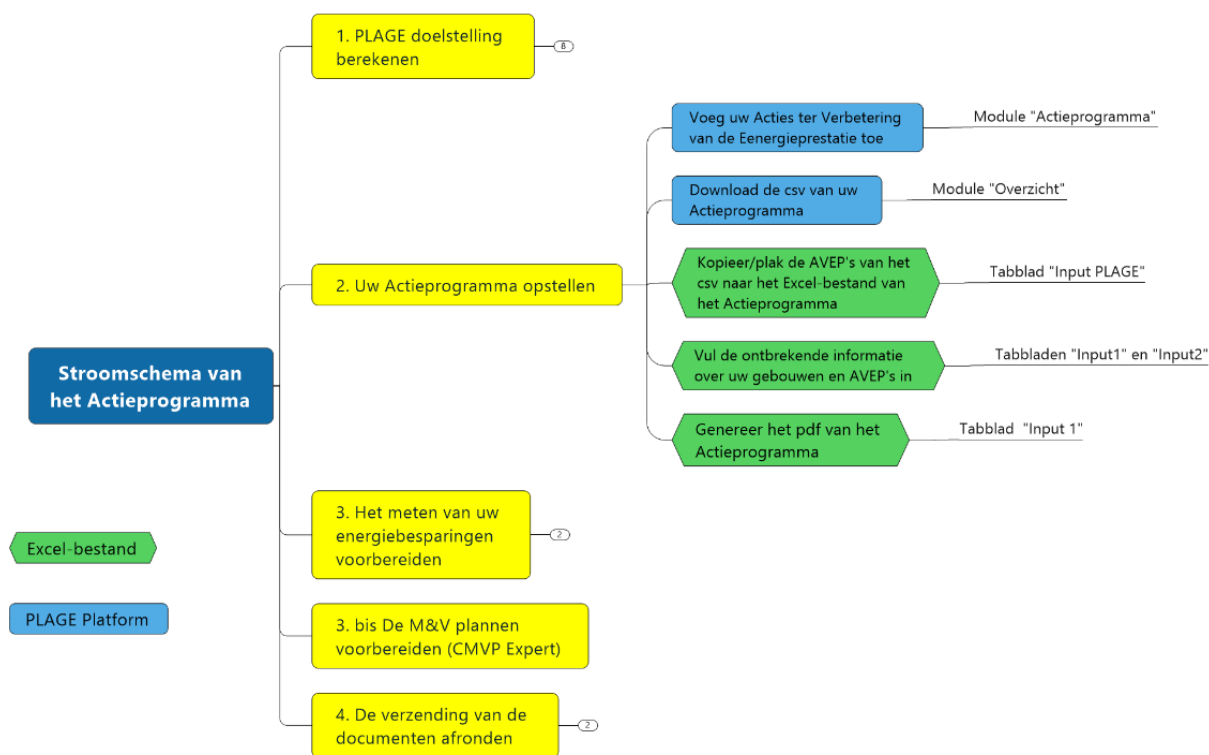 1. PLAGE doelstelling
berekenen
8
Voeg uw Acties ter Verbetering
van de Eenergieprestatie toe
Module "Actieprogramma"
Download de csv van uw
Actieprogramma
Module "Overzicht"
2. Uw Actieprogramma opstellen
Kopieer/plak de AVEP's van het
csv naar het Excel-bestand van
het Actieprogramma
Tabblad "Input PLAGE"
Vul de ontbrekende informatie
over uw gebouwen en AVEP's in
Tabbladen "Input1" en "Input2"
Genereer het pdf van het
Actieprogramma
Tabblad "Input 1"
Stroomschema van
het Actieprogramma
3. Het meten van uw
energiebesparingen
voorbereiden
2
Excel-bestand
PLAGE Platform
3. bis De M&V plannen
voorbereiden (CMVP Expert)
4. De verzending van de
documenten afronden
2